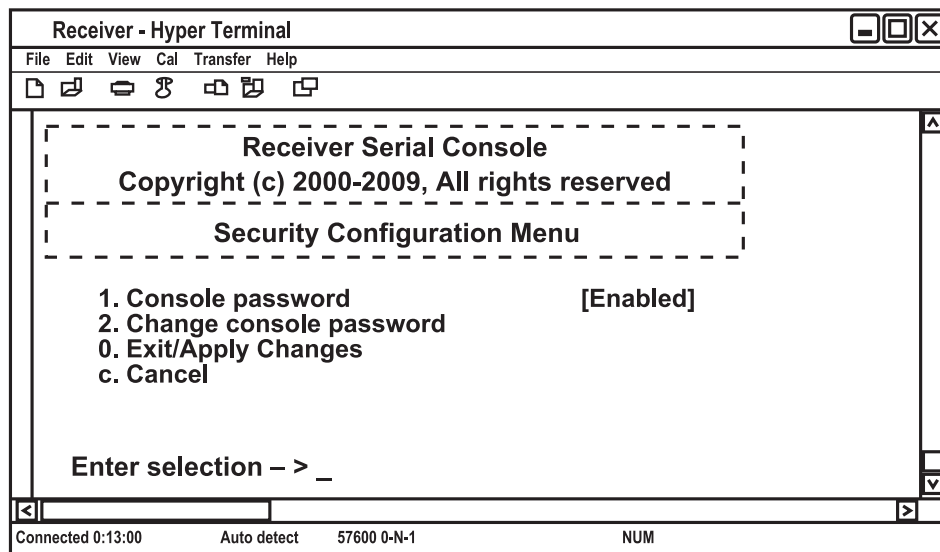 Receiver - Hyper Terminal
File Edit View Cal Transfer Help
Receiver Serial Console
Copyright (c) 2000-2009, All rights reserved
Security Configuration Menu
1. Console password [Enabled]
2. Change console password
0. Exit/Apply Changes
c. Cancel
Enter selection – > _
Connected 0:13:00 Auto detect 57600 0-N-1 NUM